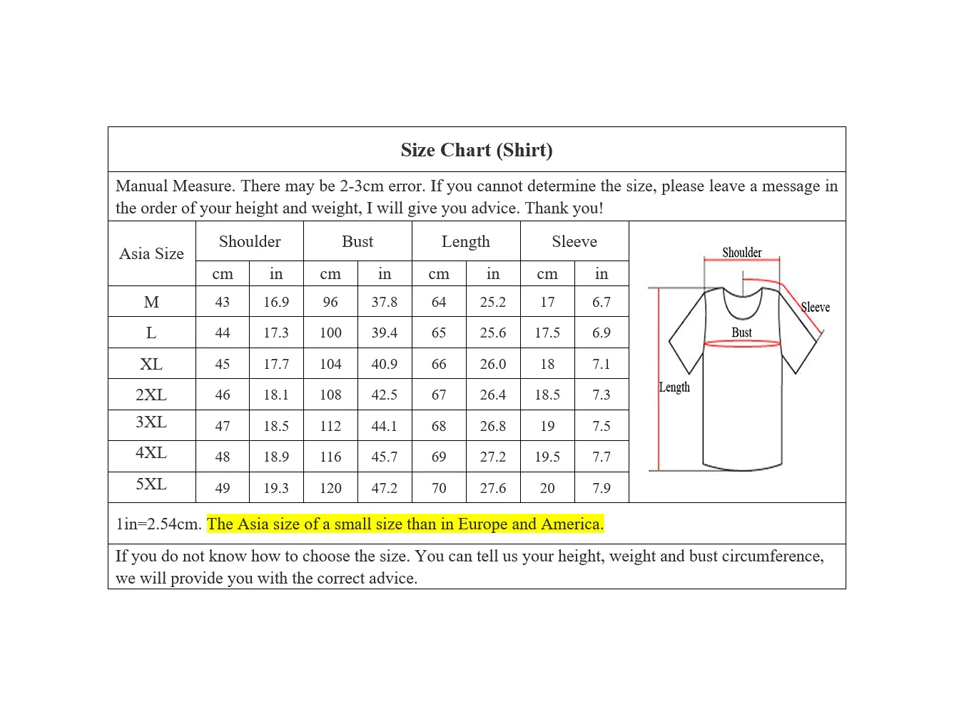 Size Chart (Shirt)
Manual Measure. There may be 2-3cm error. If you cannot determine the size, please leave a message in
the order of your height and weight, I will give you advice. Thank you!
Asia Size Shoulder Bust Length Sleeve
cm in cm in cm in cm in
M 43 16.9 96 37.8 64 25.2 17 6.7
L 44 17.3 100 39.4 65 25.6 17.5 6.9
XL 45 17.7 104 40.9 66 26.0 18 7.1
2XL 46 18.1 108 42.5 67 26.4 18.5 7.3
3XL 47 18.5 112 44.1 68 26.8 19 7.5
4XL 48 18.9 116 45.7 69 27.2 19.5 7.7
5XL 49 19.3 120 47.2 70 27.6 20 7.9
Shoulder
Sleeve
Bust
Length
1in=2.54cm. The Asia size of a small size than in Europe and America.
If you do not know how to choose the size. You can tell us your height, weight and bust circumference,
we will provide you with the correct advice.